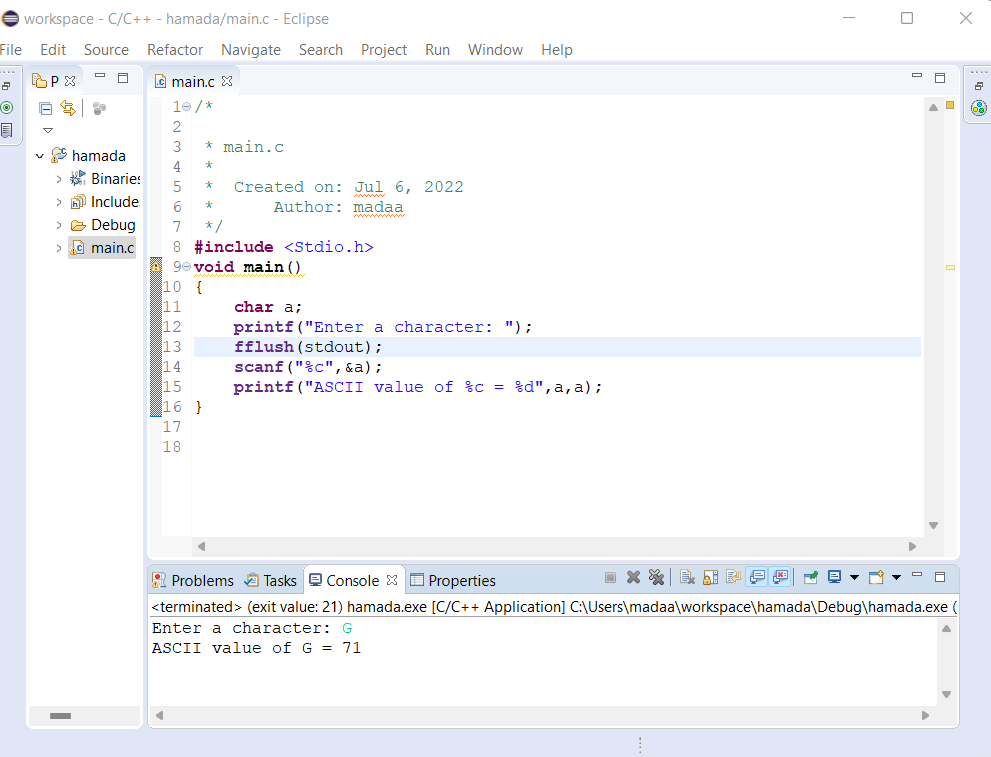 workspace - C/C++ - hamada/main.c - Eclipse
File Edit Source Refactor Navigate Search Project Run Window Help
P
main.c
hamada
Binaries
Include
Debug
main.c
1 /*
2
3  * main.c
4  *
5  *  Created on: Jul 6, 2022
6  *      Author: madaa
7  */
8 #include <Stdio.h>
9 void main()
10 {
11     char a;
12     printf("Enter a character: ");
13     fflush(stdout);
14     scanf("%c",&a);
15     printf("ASCII value of %c = %d",a,a);
16 }
17
18
Problems Tasks Console Properties
<terminated> (exit value: 21) hamada.exe [C/C++ Application] C:\Users\madaa\workspace\hamada\Debug\hamada.exe (
Enter a character: G
ASCII value of G = 71